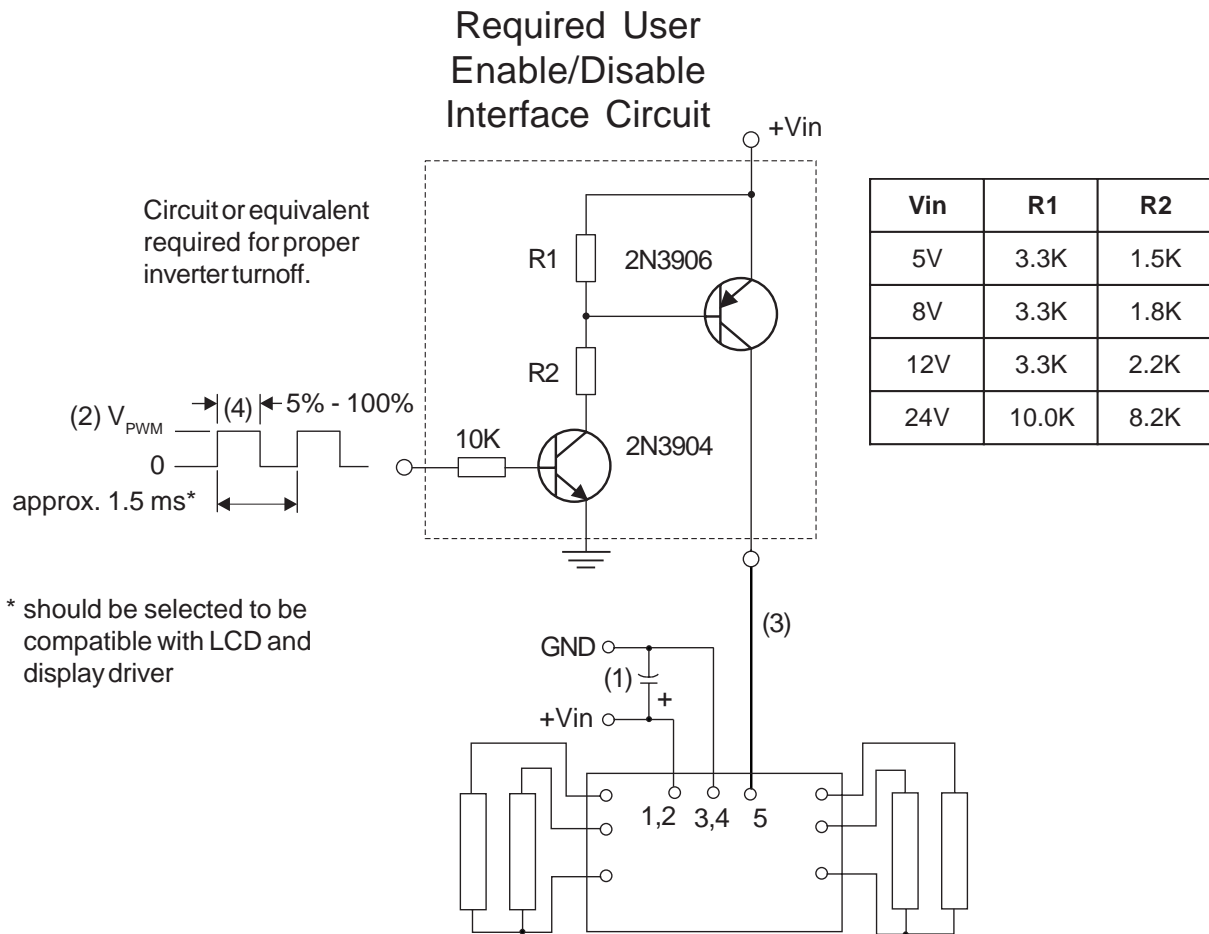 Required User
Enable/Disable
Interface Circuit
+Vin
Circuit or equivalent
required for proper
inverter turnoff.
R1
2N3906
R2
(2) VPWM
(4)
5% - 100%
0
approx. 1.5 ms*
10K
2N3904
Vin R1 R2
5V 3.3K 1.5K
8V 3.3K 1.8K
12V 3.3K 2.2K
24V 10.0K 8.2K
* should be selected to be
compatible with LCD and
display driver
(3)
GND
(1)
+
+Vin
1,2 3,4 5